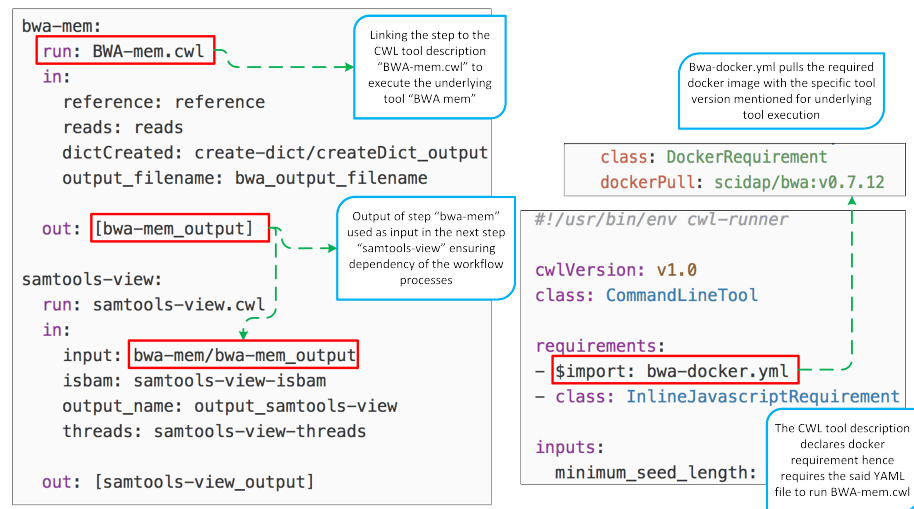 bwa-mem:
run: BWA-mem.cwl
in:
reference: reference
reads: reads
dictCreated: create-dict/createDict_output
output_filename: bwa_output_filename
out: [bwa-mem_output]
samtools-view:
run: samtools-view.cwl
in:
input: bwa-mem/bwa-mem_output
isbam: samtools-view-isbam
output_name: output_samtools-view
threads: samtools-view-threads
out: [samtools-view_output]
Linking the step to the
CWL tool description
“BWA-mem.cwl” to
execute the underlying
tool “BWA mem”
Output of step “bwa-mem”
used as input in the next step
“samtools-view” ensuring
dependency of the workflow
processes
Bwa-docker.yml pulls the required
docker image with the specific tool
version mentioned for underlying
tool execution
class: DockerRequirement
dockerPull: scidap/bwa:v0.7.12
#!/usr/bin/env cwl-runner
cwlVersion: v1.0
class: CommandLineTool
requirements:
- $import: bwa-docker.yml
- class: InlineJavascriptRequirement
inputs:
minimum_seed_length:
The CWL tool description
declares docker
requirement hence
requires the said YAML
file to run BWA-mem.cwl